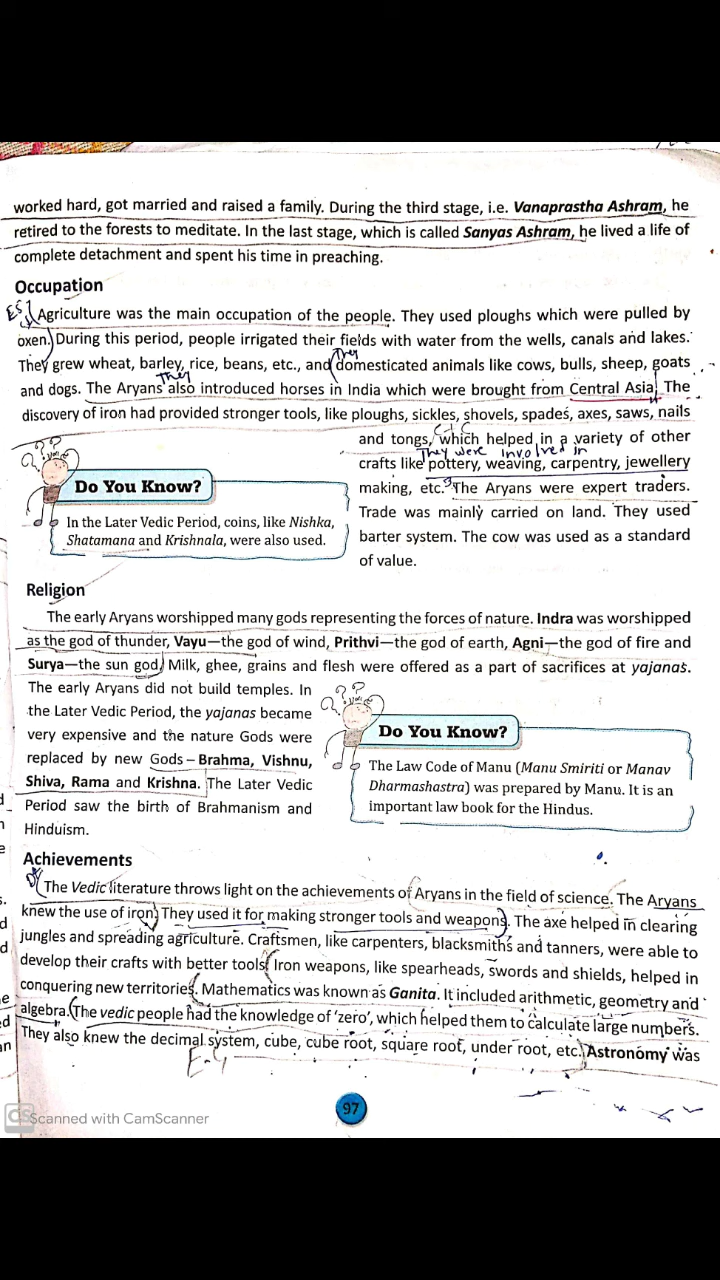 worked hard, got married and raised a family. During the third stage, i.e. Vanaprastha Ashram, he
retired to the forests to meditate. In the last stage, which is called Sanyas Ashram, he lived a life of
complete detachment and spent his time in preaching.
Occupation
Agriculture was the main occupation of the people. They used ploughs which were pulled by
oxen. During this period, people irrigated their fields with water from the wells, canals and lakes.
They
They grew wheat, barley, rice, beans, etc., and domesticated animals like cows, bulls, sheep, goats
They
and dogs. The Aryans also introduced horses in India which were brought from Central Asia. The
discovery of iron had provided stronger tools, like ploughs, sickles, shovels, spades, axes, saws, nails
and tongs, which helped in a variety of other
They were involved in
crafts like pottery, weaving, carpentry, jewellery
making, etc. The Aryans were expert traders.
Trade was mainly carried on land. They used
barter system. The cow was used as a standard
of value.
Do You Know?
In the Later Vedic Period, coins, like Nishka,
Shatamana and Krishnala, were also used.
Religion
The early Aryans worshipped many gods representing the forces of nature. Indra was worshipped
as the god of thunder, Vayu—the god of wind, Prithvi—the god of earth, Agni—the god of fire and
Surya—the sun god. Milk, ghee, grains and flesh were offered as a part of sacrifices at yajanas.
The early Aryans did not build temples. In
the Later Vedic Period, the yajanas became
very expensive and the nature Gods were
replaced by new Gods – Brahma, Vishnu,
Shiva, Rama and Krishna. The Later Vedic
Period saw the birth of Brahmanism and
Hinduism.
Do You Know?
The Law Code of Manu (Manu Smiriti or Manav
Dharmashastra) was prepared by Manu. It is an
important law book for the Hindus.
Achievements
The Vedic literature throws light on the achievements of Aryans in the field of science. The Aryans
knew the use of iron. They used it for making stronger tools and weapons. The axe helped in clearing
jungles and spreading agriculture. Craftsmen, like carpenters, blacksmiths and tanners, were able to
develop their crafts with better tools. Iron weapons, like spearheads, swords and shields, helped in
conquering new territories. Mathematics was known as Ganita. It included arithmetic, geometry and
algebra. The vedic people had the knowledge of 'zero', which helped them to calculate large numbers.
They also knew the decimal system, cube, cube root, square root, under root, etc. Astronomy was
97
CS Scanned with CamScanner